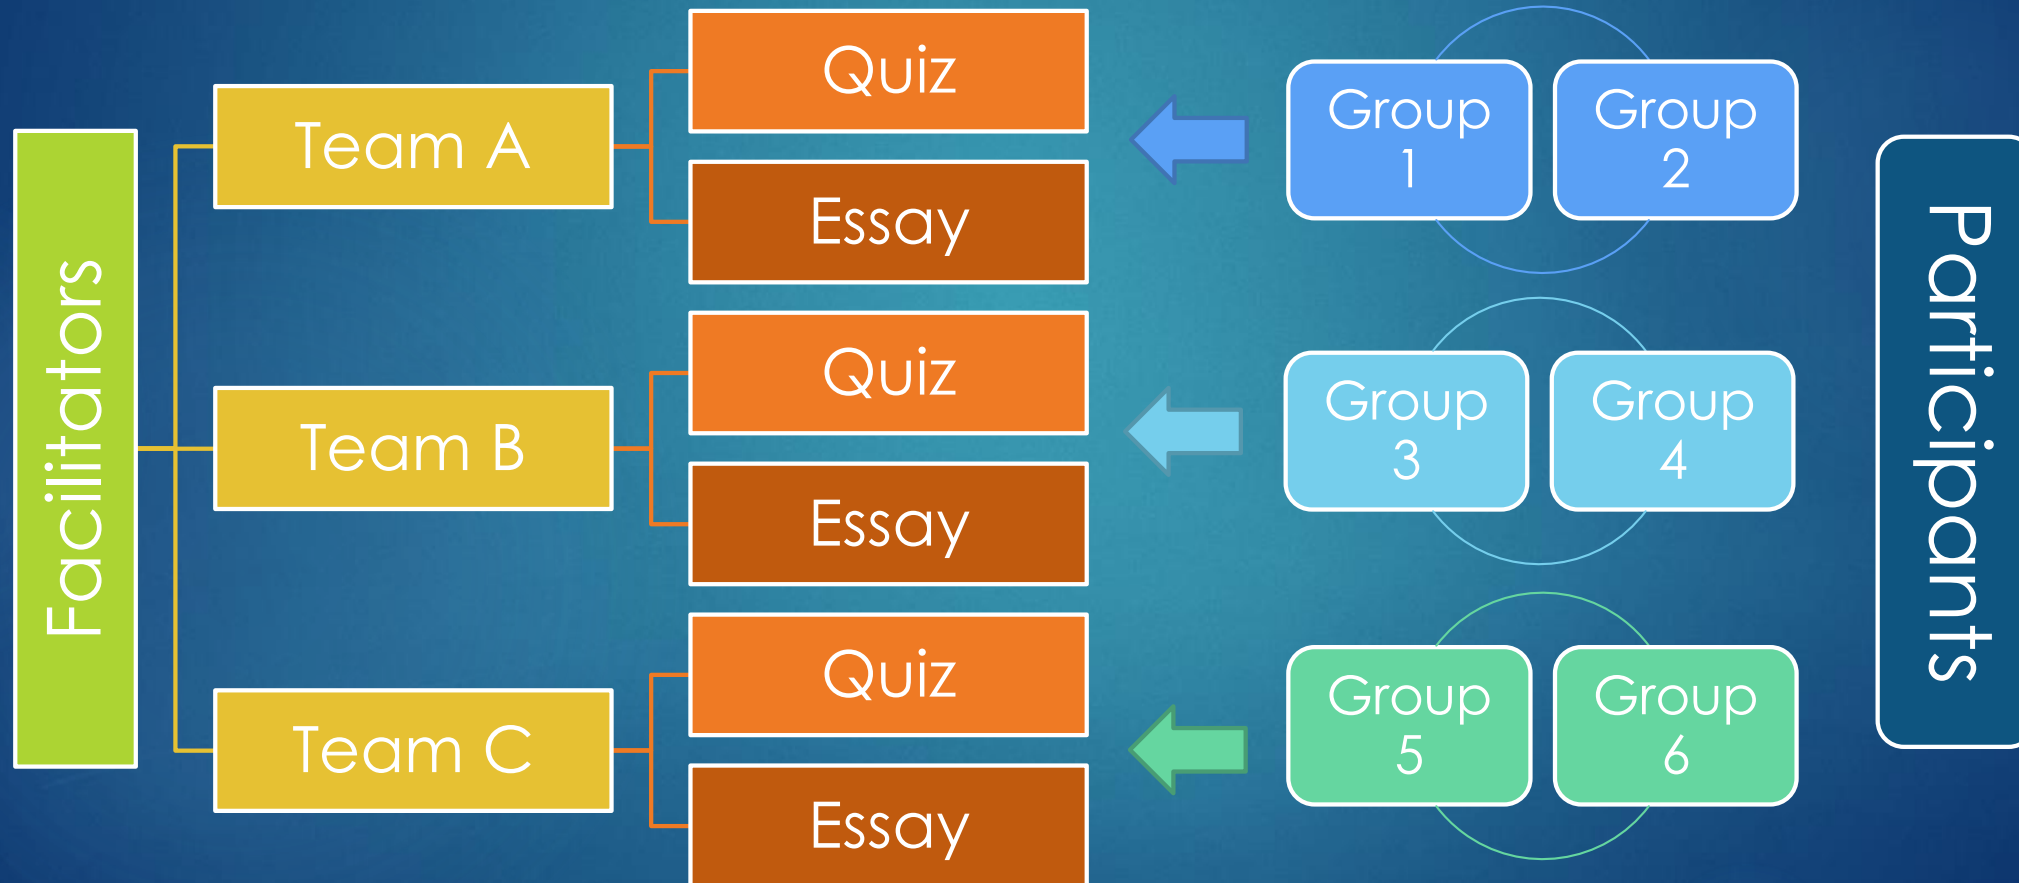 Facilitators
Team A
Quiz
Essay
Team B
Quiz
Essay
Team C
Quiz
Essay
Group
1
Group
2
Group
3
Group
4
Group
5
Group
6
Participants